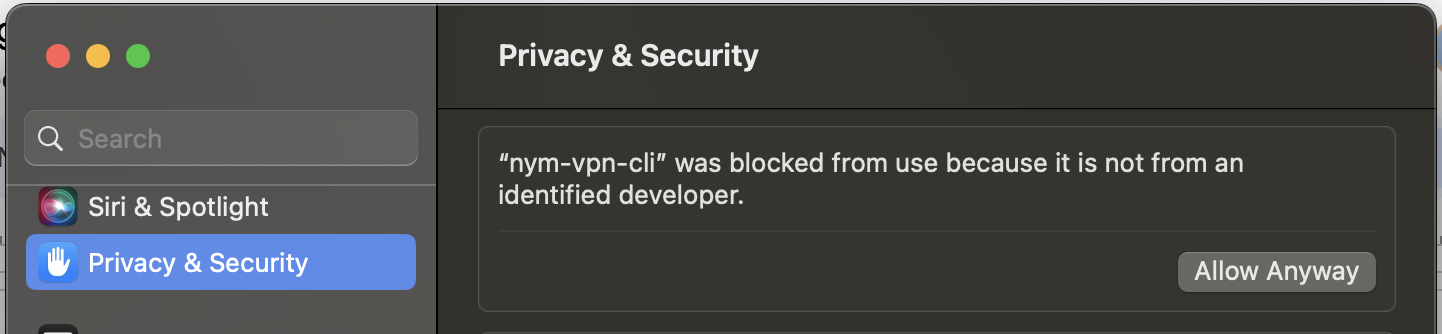 Privacy & Security
Search
Siri & Spotlight
Privacy & Security
“nym-vpn-cli” was blocked from use because it is not from an
identified developer.
Allow Anyway